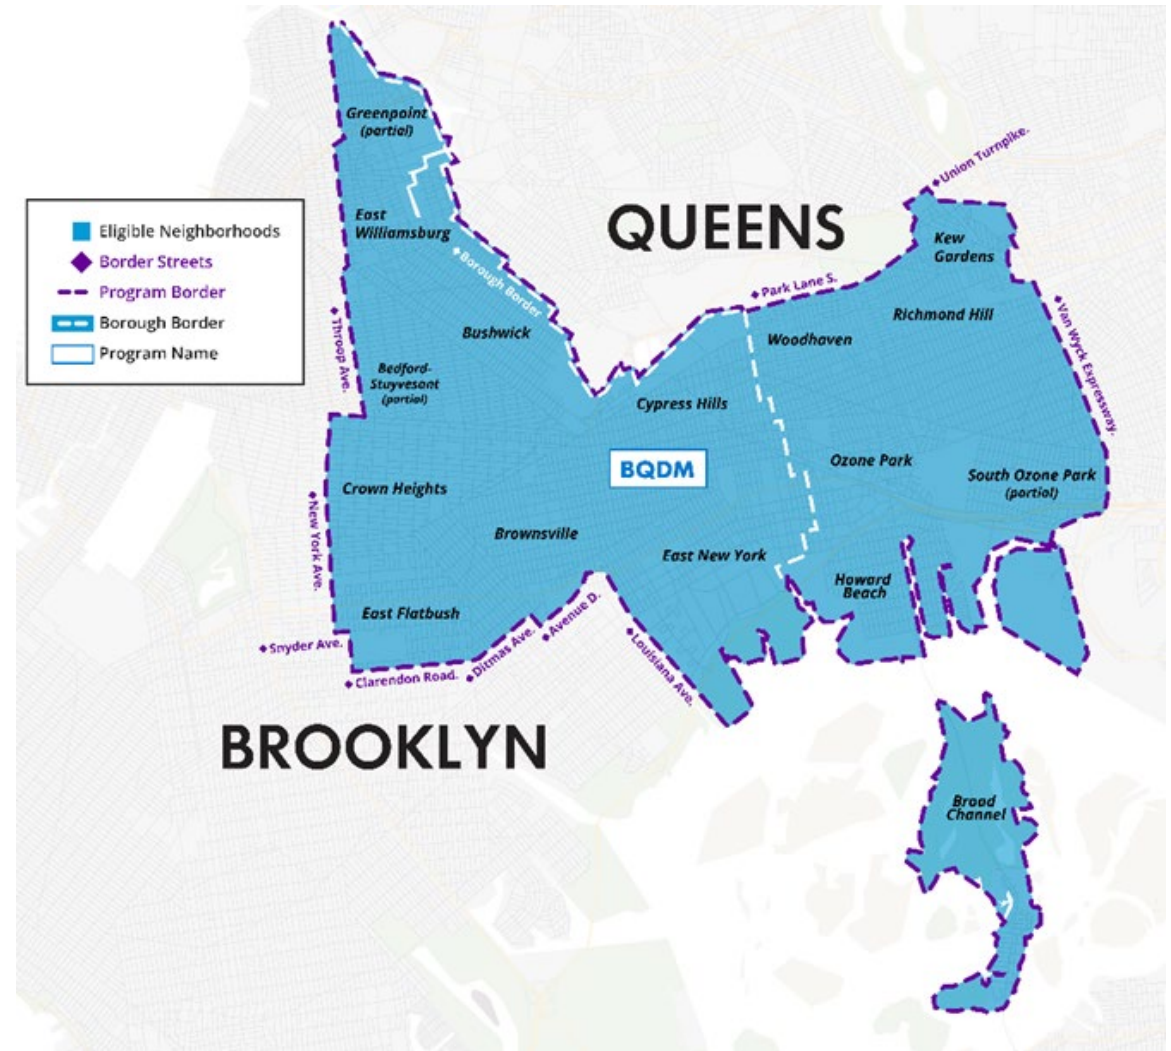 Greenpoint
(partial)
Union Turnpike.
East
Williamsburg
QUEENS
Eligible Neighborhoods
Border Streets
Program Border
Borough Border
Program Name
Kew
Gardens
Borough Border
Park Lane S.
Richmond Hill
Van Wyck Expressway.
Throop Ave.
Bushwick
Woodhaven
Bedford-
Stuyvesant
(partial)
Cypress Hills
BQDM
Ozone Park
South Ozone Park
(partial)
Crown Heights
New York Ave.
Brownsville
East New York
Howard
Beach
East Flatbush
Snyder Ave.
Clarendon Road.
Ditmas Ave.
Avenue D.
Louisiana Ave.
BROOKLYN
Broad
Channel